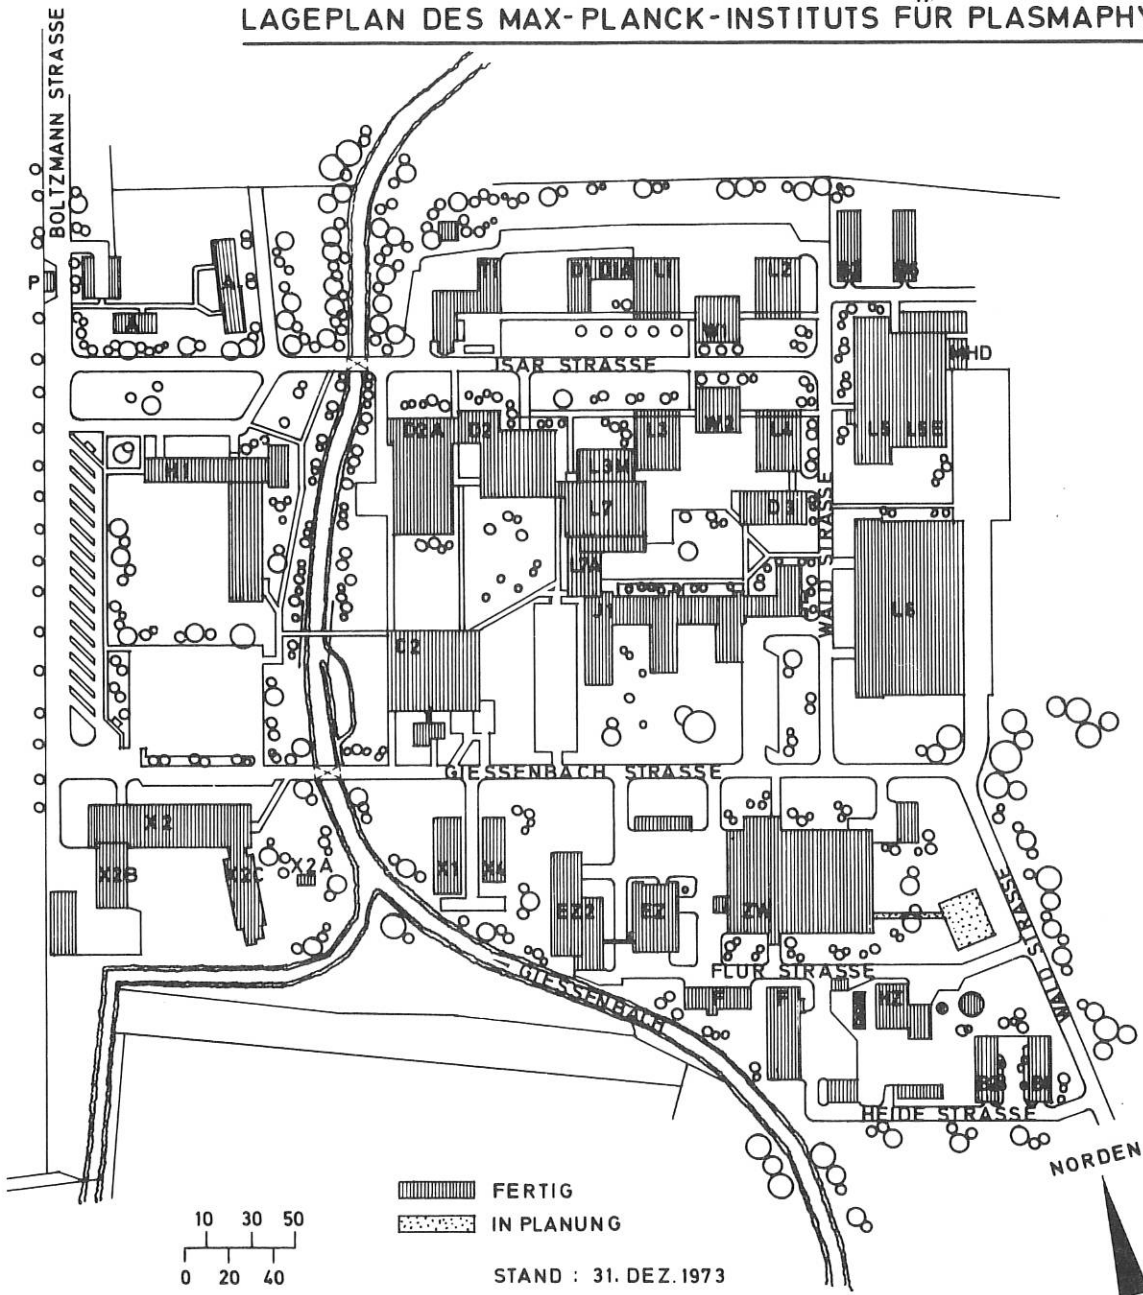 LAGEPLAN DES MAX-PLANCK-INSTITUTS FÜR PLASMAPHY
BOLTZMANN STRASSE
P
A
T1
D1
D1A
L1
L2
W1
ISAR STRASSE
MHD
D2A
D2
L3
W2
L4
L5
L5E
H1
L3M
L7
D3
L7A
WALD STRASSE
J1
L6
GIESSENBACH STRASSE
X2
X2B
X2C
X2A
X1
X4
EZ2
EZ
ZW
FLUR STRASSE
WALD STRASSE
GIESSENBACH
F
F
HZ
HEIDE STRASSE
NORDEN
FERTIG
IN PLANUNG
10 30 50
0 20 40
STAND : 31. DEZ. 1973